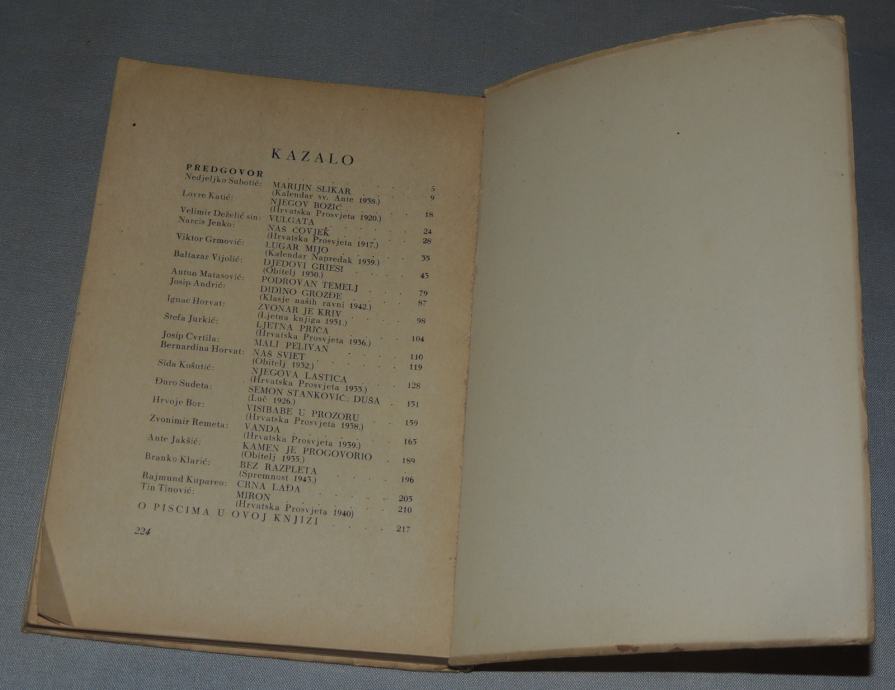 KAZALO
PREDGOVOR . . . 5
Nedjeljko Subotić: MARIJIN SLIKAR . . . 9
(Kalendar sv. Ante 1938.)
Lovre Katić: NJEGOV BOŽIĆ . . . 18
(Hrvatska Prosvjeta 1920.)
Velimir Deželić sin: VULGATA . . . 24
Narcis Jenko: NAŠ ČOVJEK . . . 28
(Hrvatska Prosvjeta 1917.)
Viktor Grmović: LUGAR MIJO . . . 35
(Kalendar Napredak 1939.)
Baltazar Vijolić: DJEDOVI GRIESI . . . 45
(Obitelj 1930.)
Antun Matasović: PODROVAN TEMELJ . . . 79
Josip Andrić: DIDINO GROZDE . . . 87
(Klasje naših ravni 1942.)
Ignac Horvat: ZVONAR JE KRIV . . . 98
(Ljetna knjiga 1931.)
Štefa Jurkić: LJETNA PRIČA . . . 104
(Hrvatska Prosvjeta 1936.)
Josip Cvrtila: MALI PELIVAN . . . 110
Bernardina Horvat: NAŠ SVIET . . . 119
(Obitelj 1932.)
Sida Košutić: NJEGOVA LASTICA . . . 128
(Hrvatska Prosvjeta 1933.)
Đuro Sudeta: ŠEMON STANKOVIĆ, DUŠA . . . 151
(Luč 1926.)
Hrvoje Bor: VISIBABE U PROZORU . . . 159
(Hrvatska Prosvjeta 1938.)
Zvonimir Remeta: VANDA . . . 165
(Hrvatska Prosvjeta 1939.)
Ante Jakšić: KAMEN JE PROGOVORIO . . . 189
(Obitelj 1935.)
Branko Klarić: BEZ RAZPLETA . . . 196
(Spremnost 1943.)
Rajmund Kupareo: CRNA LAĐA . . . 203
Tin Tinović: MIRON . . . 210
(Hrvatska Prosvjeta 1940)
O PISCIMA U OVOJ KNJIZI . . . 217
224